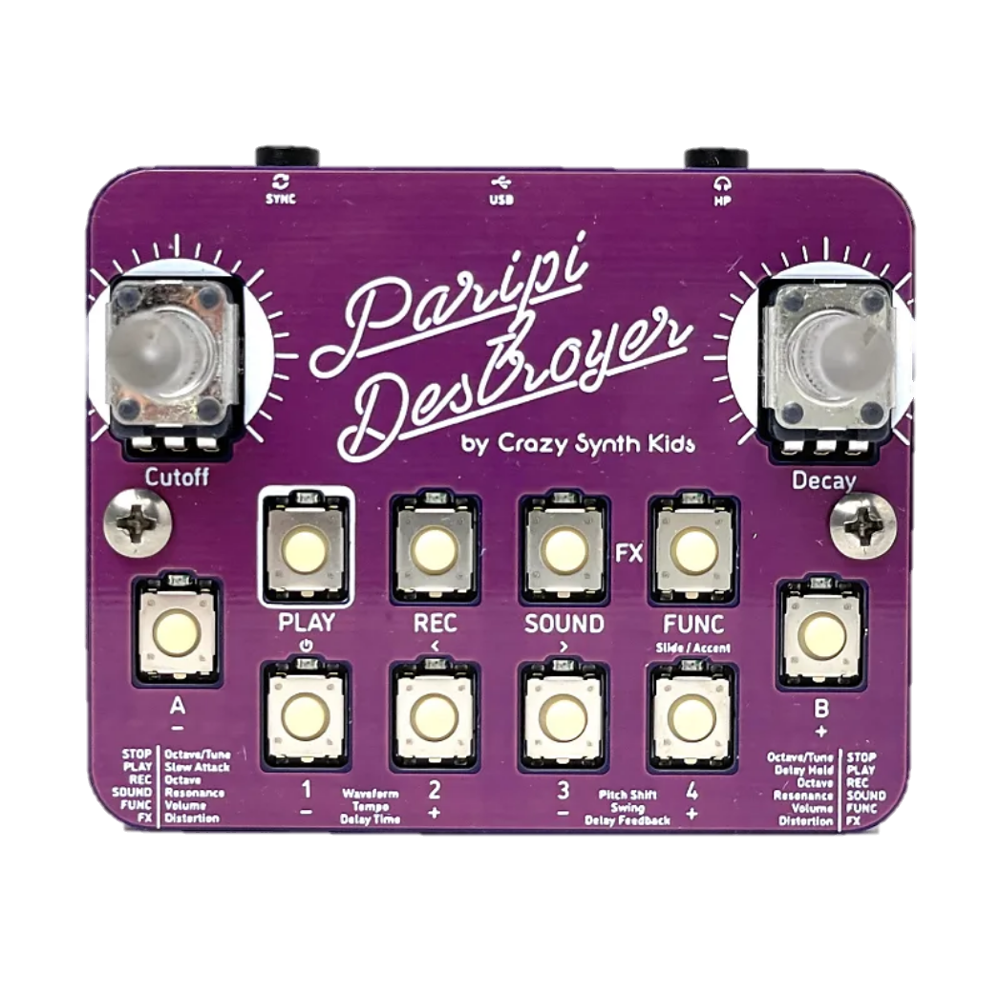 SYNC
USB
HP
Paripi
Destroyer
by Crazy Synth Kids
Cutoff
Decay
FX
PLAY
REC
SOUND
FUNC
<
>
Slide / Accent
A
B
-
+
STOP Octave/Tune
PLAY Slew Attack
REC Octave
SOUND Resonance
FUNC Volume
FX Distortion
1
-
Waveform
Tempo
Delay Time
2
+
3
-
Pitch Shift
Swing
Delay Feedback
4
+
Octave/Tune STOP
Delay Hold PLAY
Octave REC
Resonance SOUND
Volume FUNC
Distortion FX